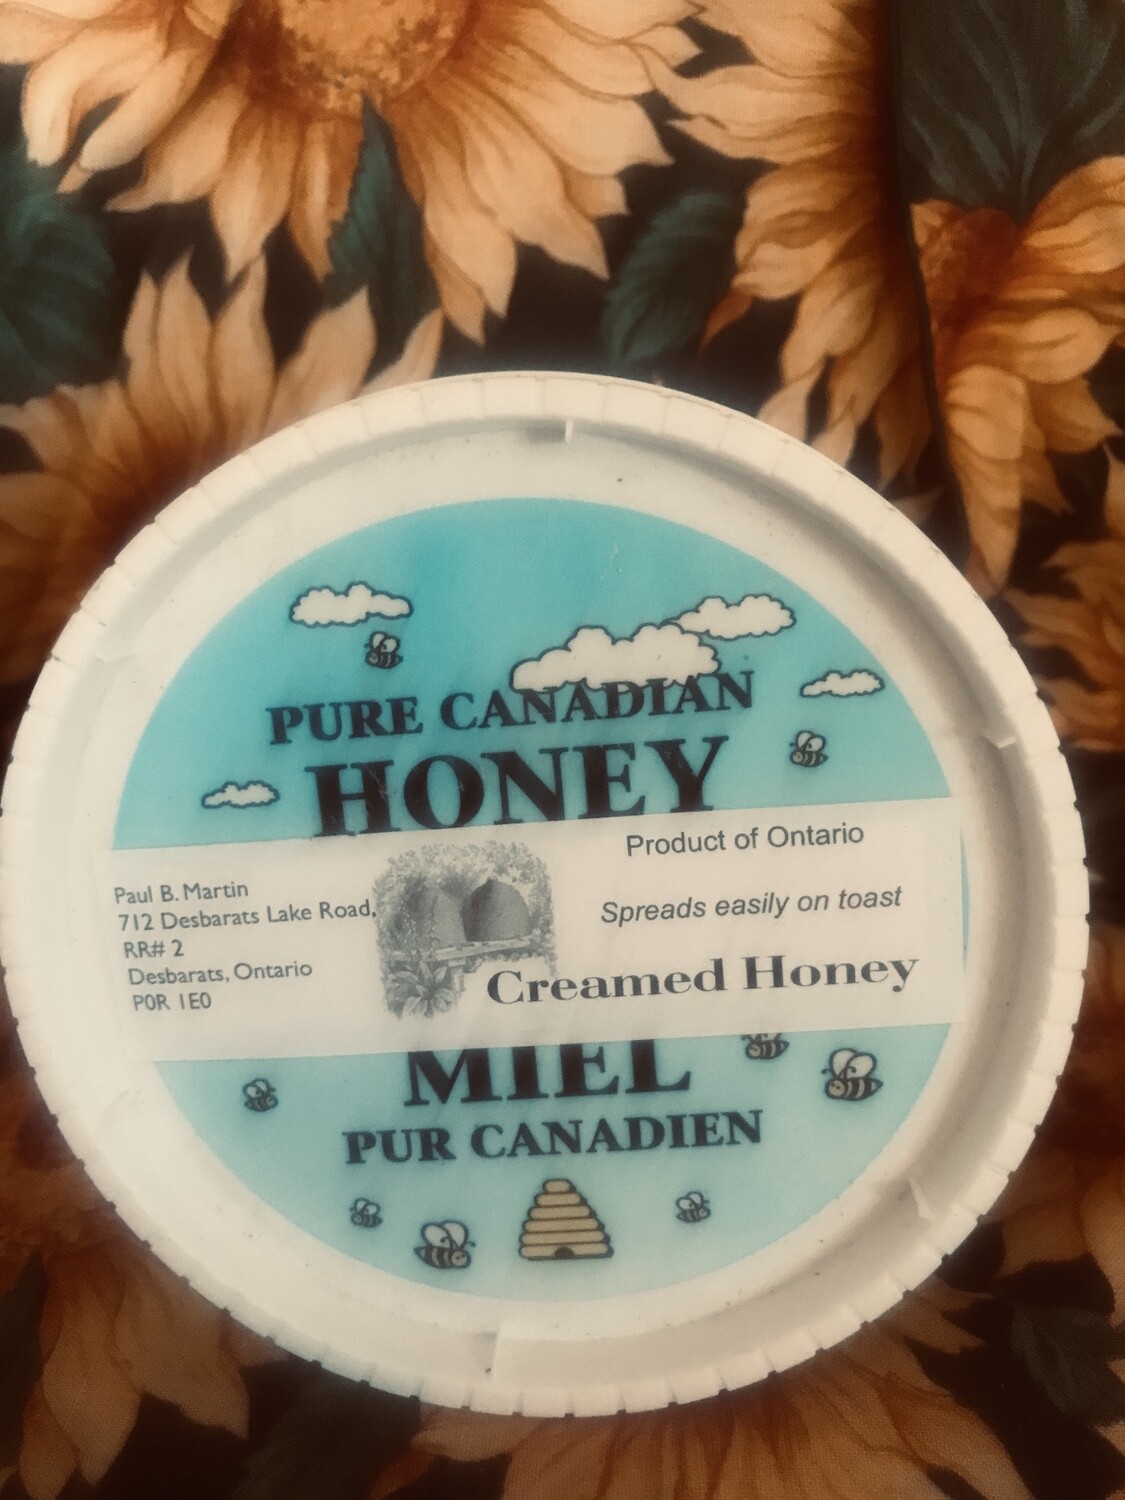 PURE CANADIAN
HONEY
Paul B. Martin
712 Desbarats Lake Road,
RR# 2
Desbarats, Ontario
P0R 1E0
Product of Ontario
Spreads easily on toast
Creamed Honey
MIEL
PUR CANADIEN